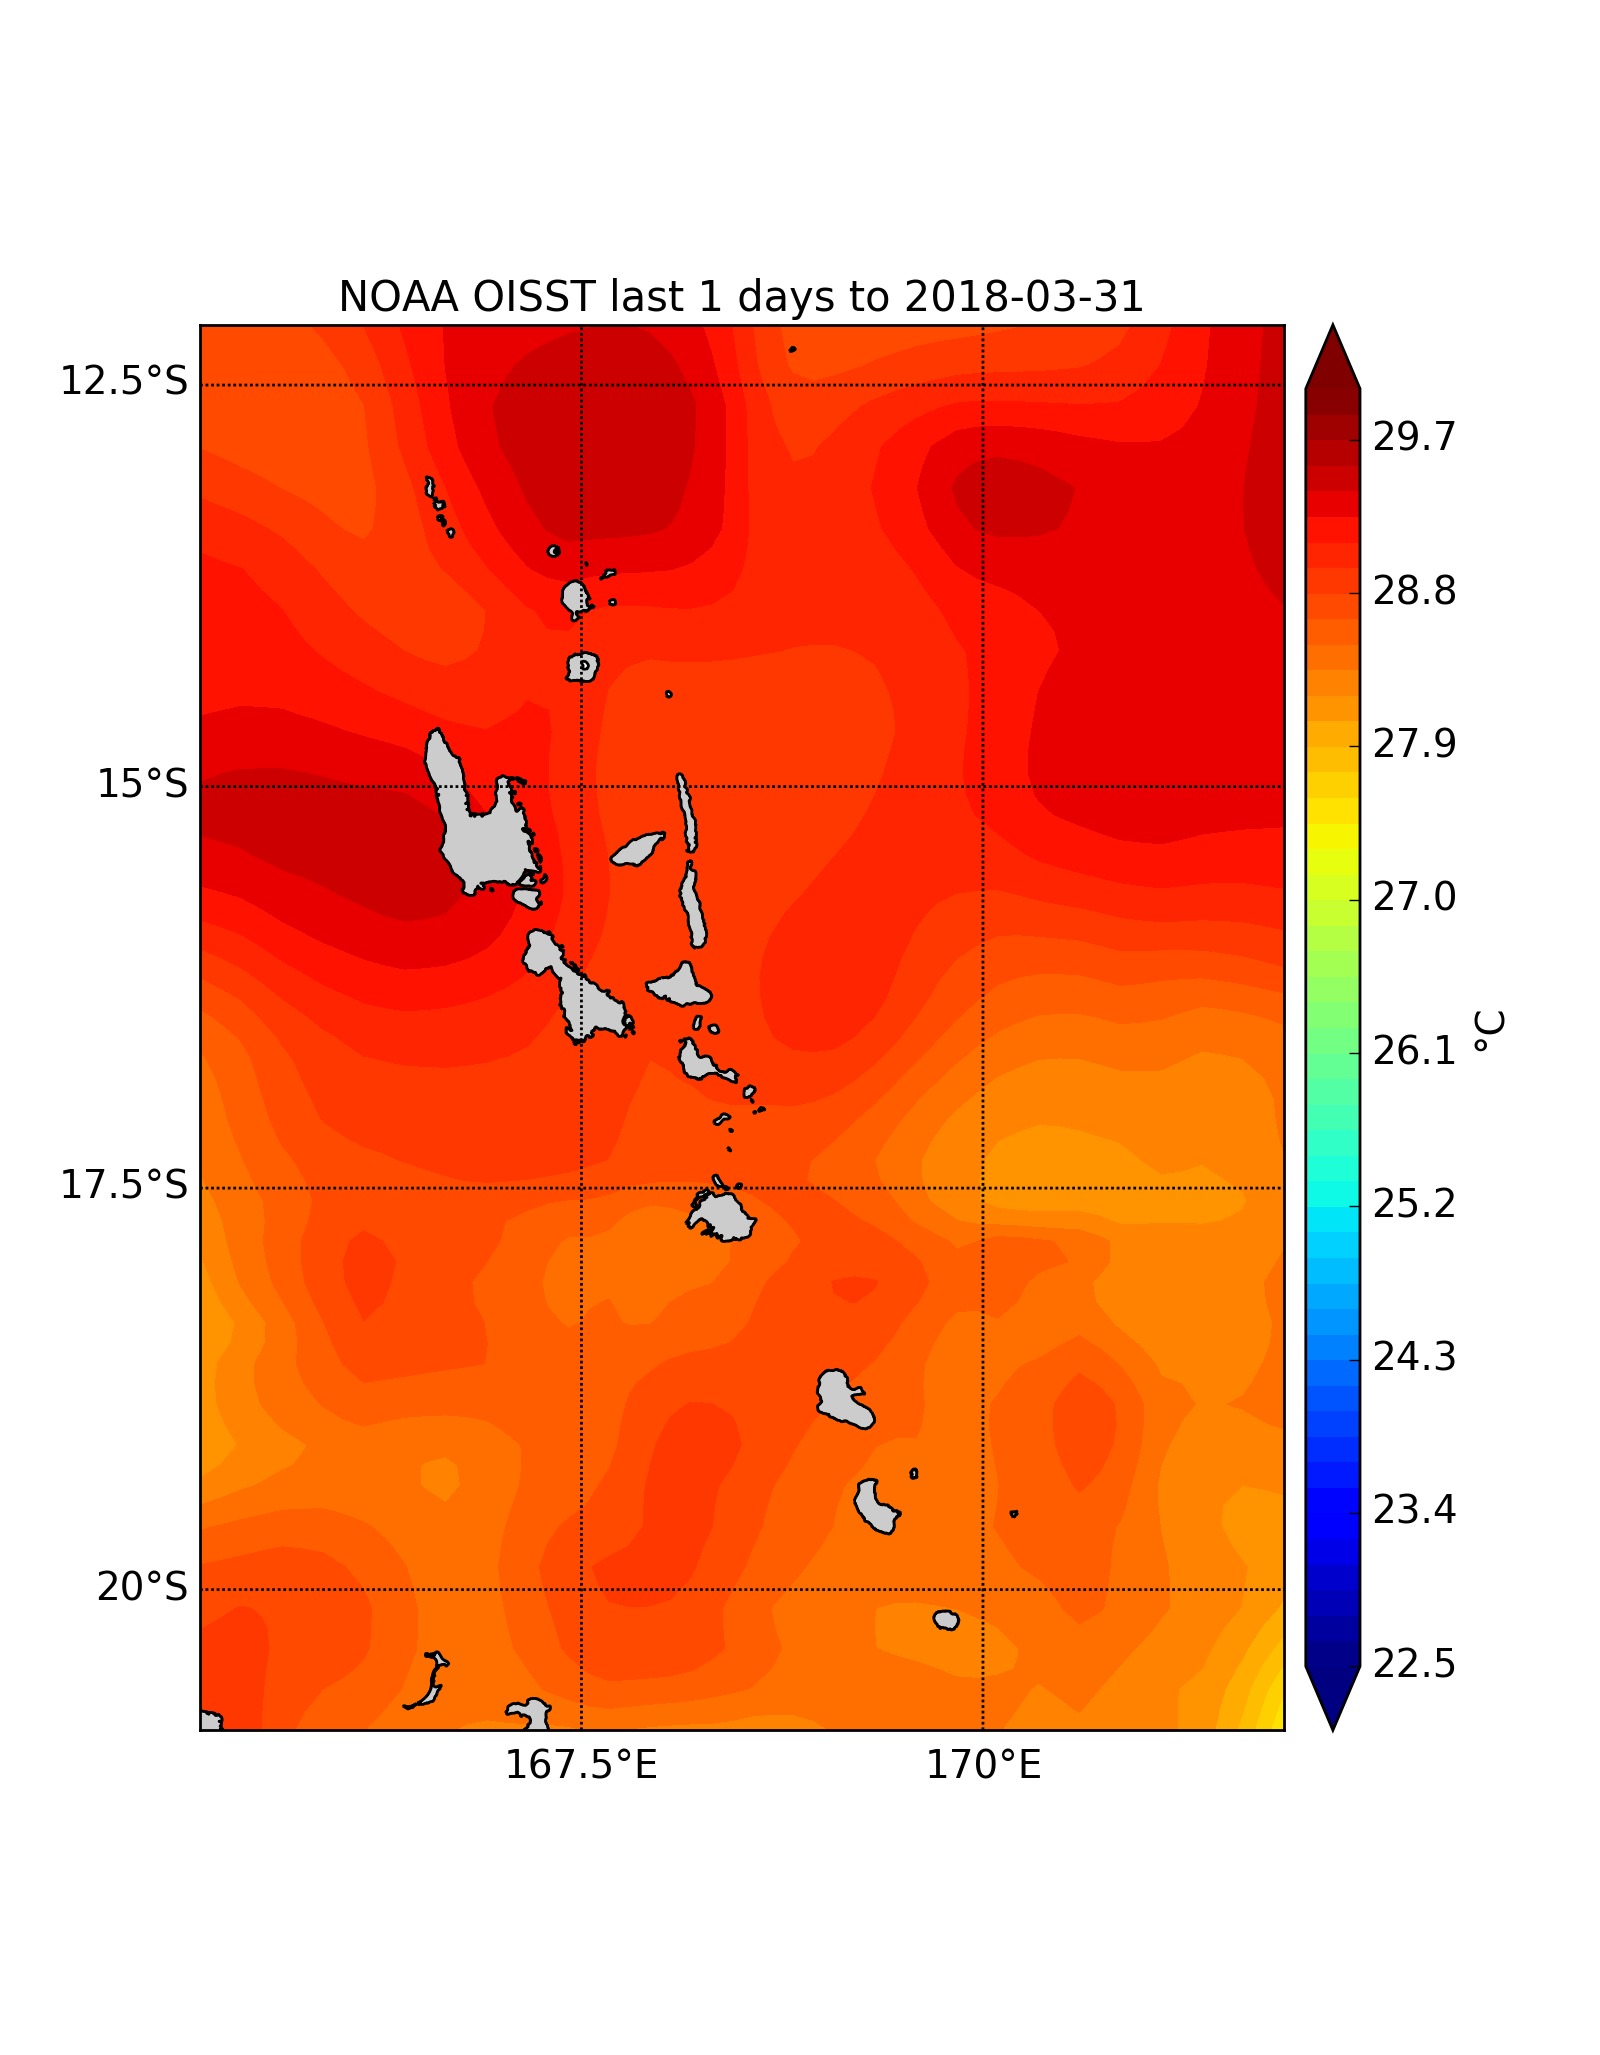 NOAA OISST last 1 days to 2018-03-31
12.5°S
15°S
17.5°S
20°S
167.5°E
170°E
29.7
28.8
27.9
27.0
26.1
25.2
24.3
23.4
22.5
°C